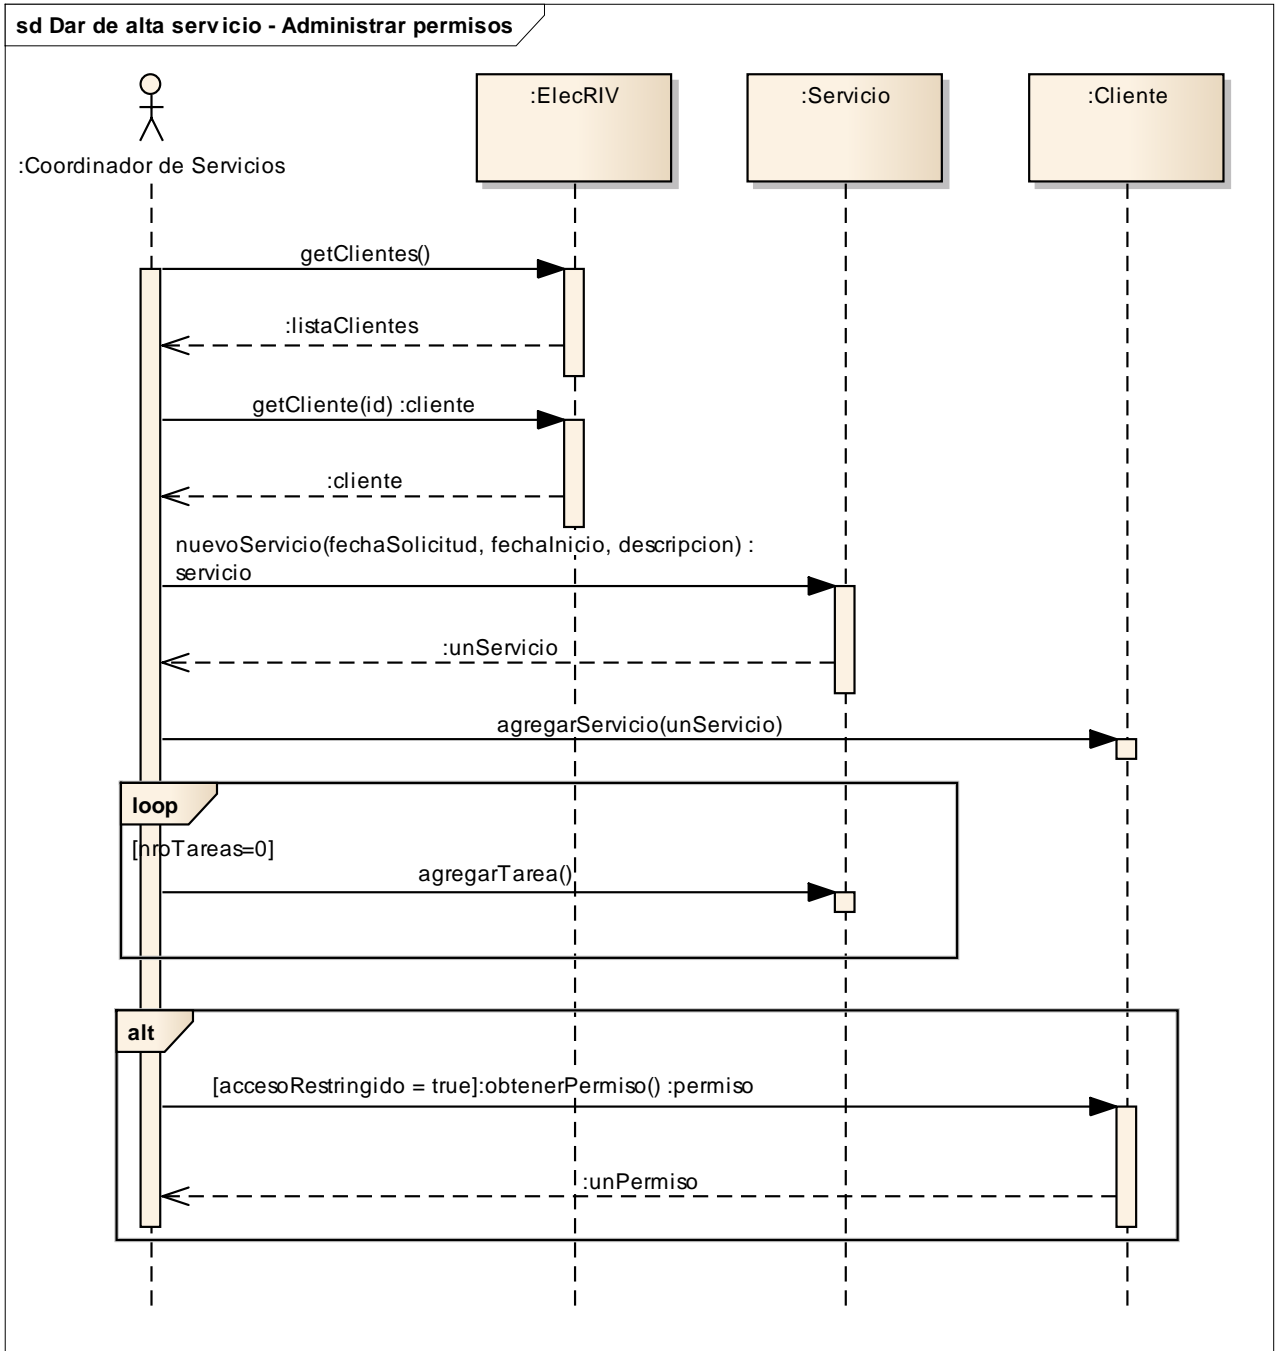 sd Dar de alta servicio - Administrar permisos
:Coordinador de Servicios
:ElecRIV
:Servicio
:Cliente
getClientes()
:listaClientes
getCliente(id) :cliente
:cliente
nuevoServicio(fechaSolicitud, fechaInicio, descripcion) :
servicio
:unServicio
agregarServicio(unServicio)
loop
[nroTareas=0]
agregarTarea()
alt
[accesoRestringido = true]:obtenerPermiso() :permiso
:unPermiso